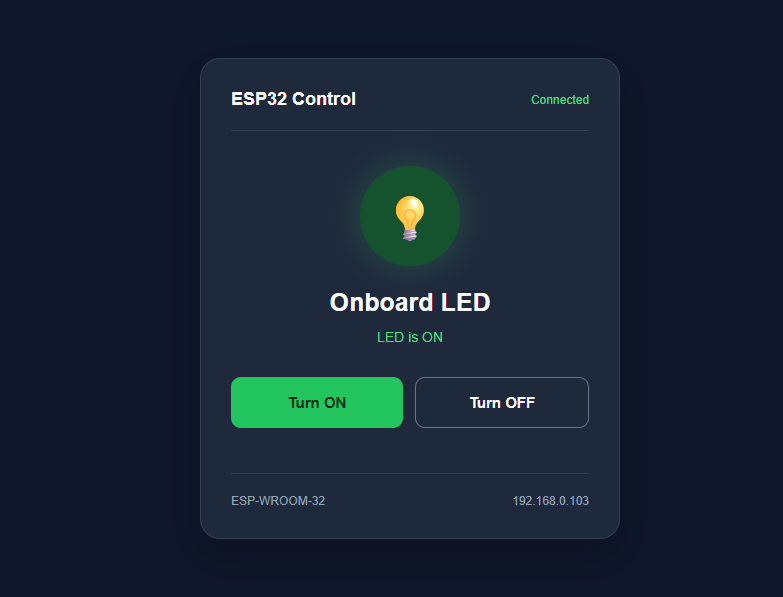 ESP32 Control
Connected
Onboard LED
LED is ON
Turn ON
Turn OFF
ESP-WROOM-32
192.168.0.103